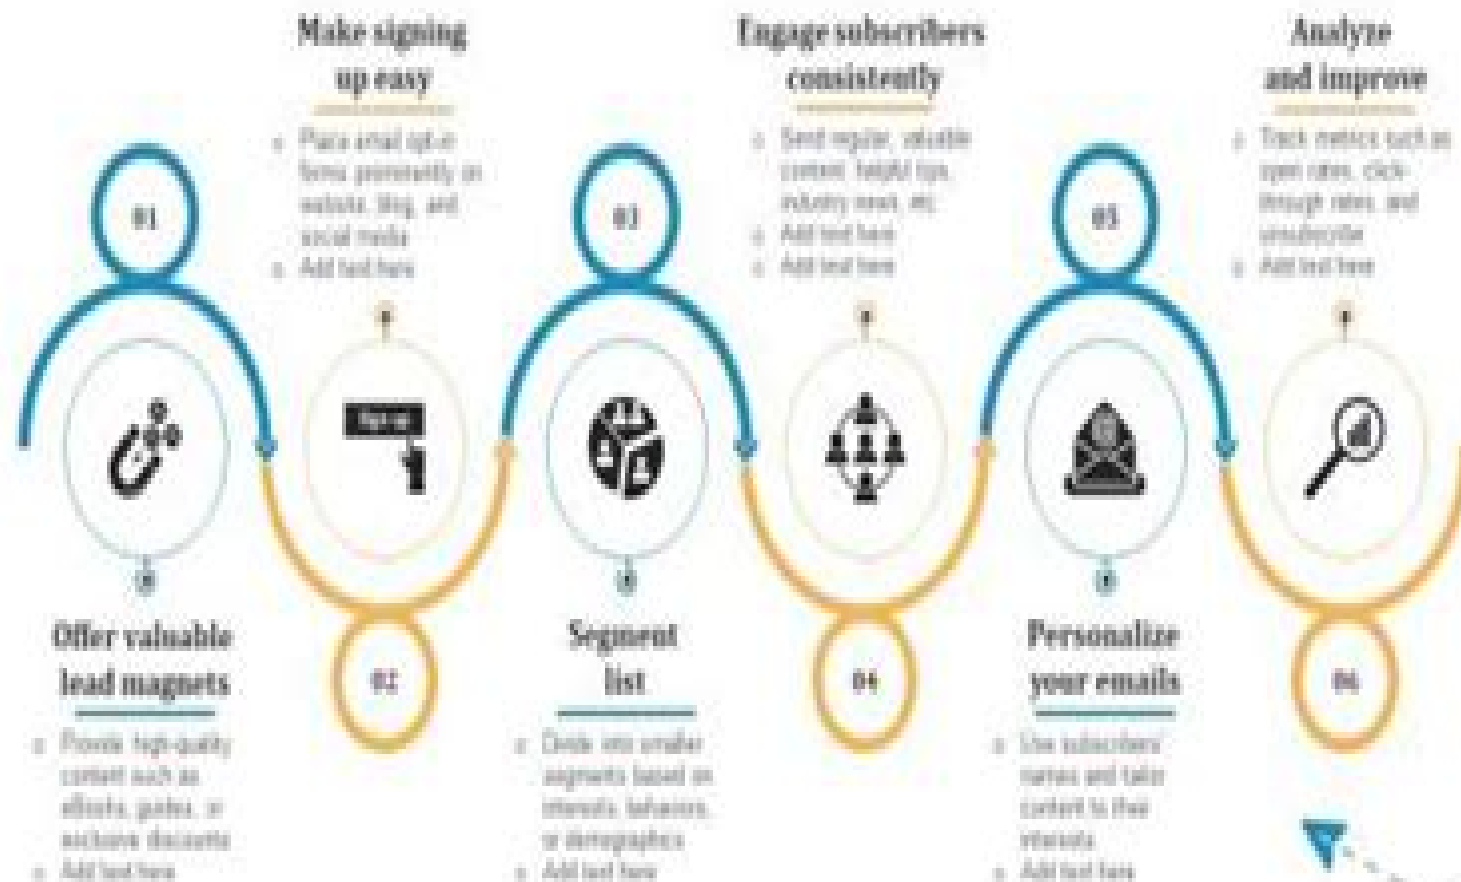 01
Offer valuable
lead magnets
Provide high-quality
content such as
eBooks, guides, or
exclusive discounts
Add text here
Make signing
up easy
Place email opt-in
forms prominently on
website, blog, and
social media
Add text here
Sign up
02
03
Segment
list
Divide into smaller
segments based on
interests, behaviors,
or demographics
Add text here
Engage subscribers
consistently
Send regular, valuable
content helpful tips,
industry news, etc
Add text here
Add text here
04
05
Personalize
your emails
Use subscribers'
names and tailor
content to their
interests
Add text here
Analyze
and improve
Track metrics such as
open rates, click-
through rates, and
unsubscribe
Add text here
06